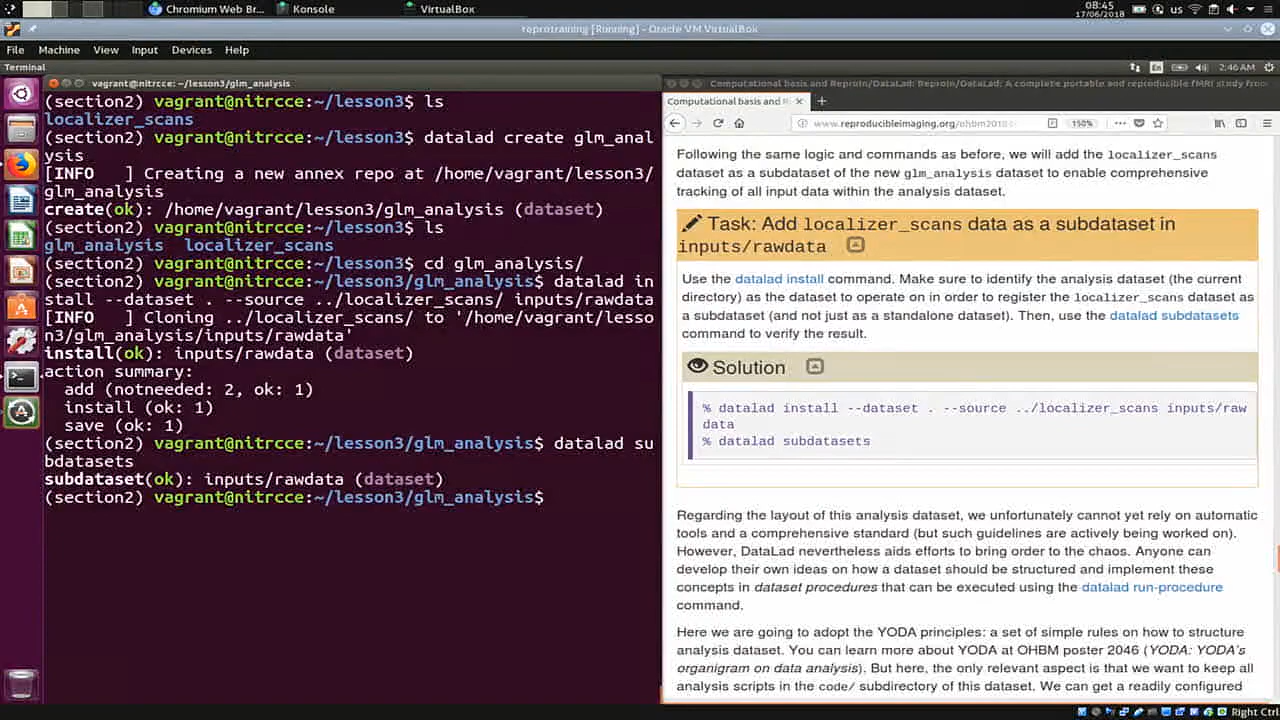 Chromium Web Br... Konsole VirtualBox 08:45 17/06/2018 us
reprotraining [Running] - Oracle VM VirtualBox
File Machine View Input Devices Help
Terminal En 2:46 AM
vagrant@nitrcce: ~/lesson3/glm_analysis
(section2) vagrant@nitrcce:~/lesson3$ ls
localizer_scans
(section2) vagrant@nitrcce:~/lesson3$ datalad create glm_anal
ysis
[INFO   ] Creating a new annex repo at /home/vagrant/lesson3/
glm_analysis
create(ok): /home/vagrant/lesson3/glm_analysis (dataset)
(section2) vagrant@nitrcce:~/lesson3$ ls
glm_analysis  localizer_scans
(section2) vagrant@nitrcce:~/lesson3$ cd glm_analysis/
(section2) vagrant@nitrcce:~/lesson3/glm_analysis$ datalad in
stall --dataset . --source ../localizer_scans/ inputs/rawdata
[INFO   ] Cloning ../localizer_scans/ to '/home/vagrant/lesso
n3/glm_analysis/inputs/rawdata'
install(ok): inputs/rawdata (dataset)
action summary:
  add (notneeded: 2, ok: 1)
  install (ok: 1)
  save (ok: 1)
(section2) vagrant@nitrcce:~/lesson3/glm_analysis$ datalad su
bdatasets
subdataset(ok): inputs/rawdata (dataset)
(section2) vagrant@nitrcce:~/lesson3/glm_analysis$
Computational basis and ReproIn/DataLad: ReproIn/DataLad: A complete portable and reproducible fMRI study from
Computational basis and R
www.reproducibleimaging.org/ohbm2018- 150%
Following the same logic and commands as before, we will add the localizer_scans
dataset as a subdataset of the new glm_analysis dataset to enable comprehensive
tracking of all input data within the analysis dataset.
Task: Add localizer_scans data as a subdataset in
inputs/rawdata
Use the datalad install command. Make sure to identify the analysis dataset (the current
directory) as the dataset to operate on in order to register the localizer_scans dataset as
a subdataset (and not just as a standalone dataset). Then, use the datalad subdatasets
command to verify the result.
Solution
% datalad install --dataset . --source ../localizer_scans inputs/raw
data
% datalad subdatasets
Regarding the layout of this analysis dataset, we unfortunately cannot yet rely on automatic
tools and a comprehensive standard (but such guidelines are actively being worked on).
However, DataLad nevertheless aids efforts to bring order to the chaos. Anyone can
develop their own ideas on how a dataset should be structured and implement these
concepts in dataset procedures that can be executed using the datalad run-procedure
command.
Here we are going to adopt the YODA principles: a set of simple rules on how to structure
analysis dataset. You can learn more about YODA at OHBM poster 2046 (YODA: YODA's
organigram on data analysis). But here, the only relevant aspect is that we want to keep all
analysis scripts in the code/ subdirectory of this dataset. We can get a readily configured
Right Ctrl